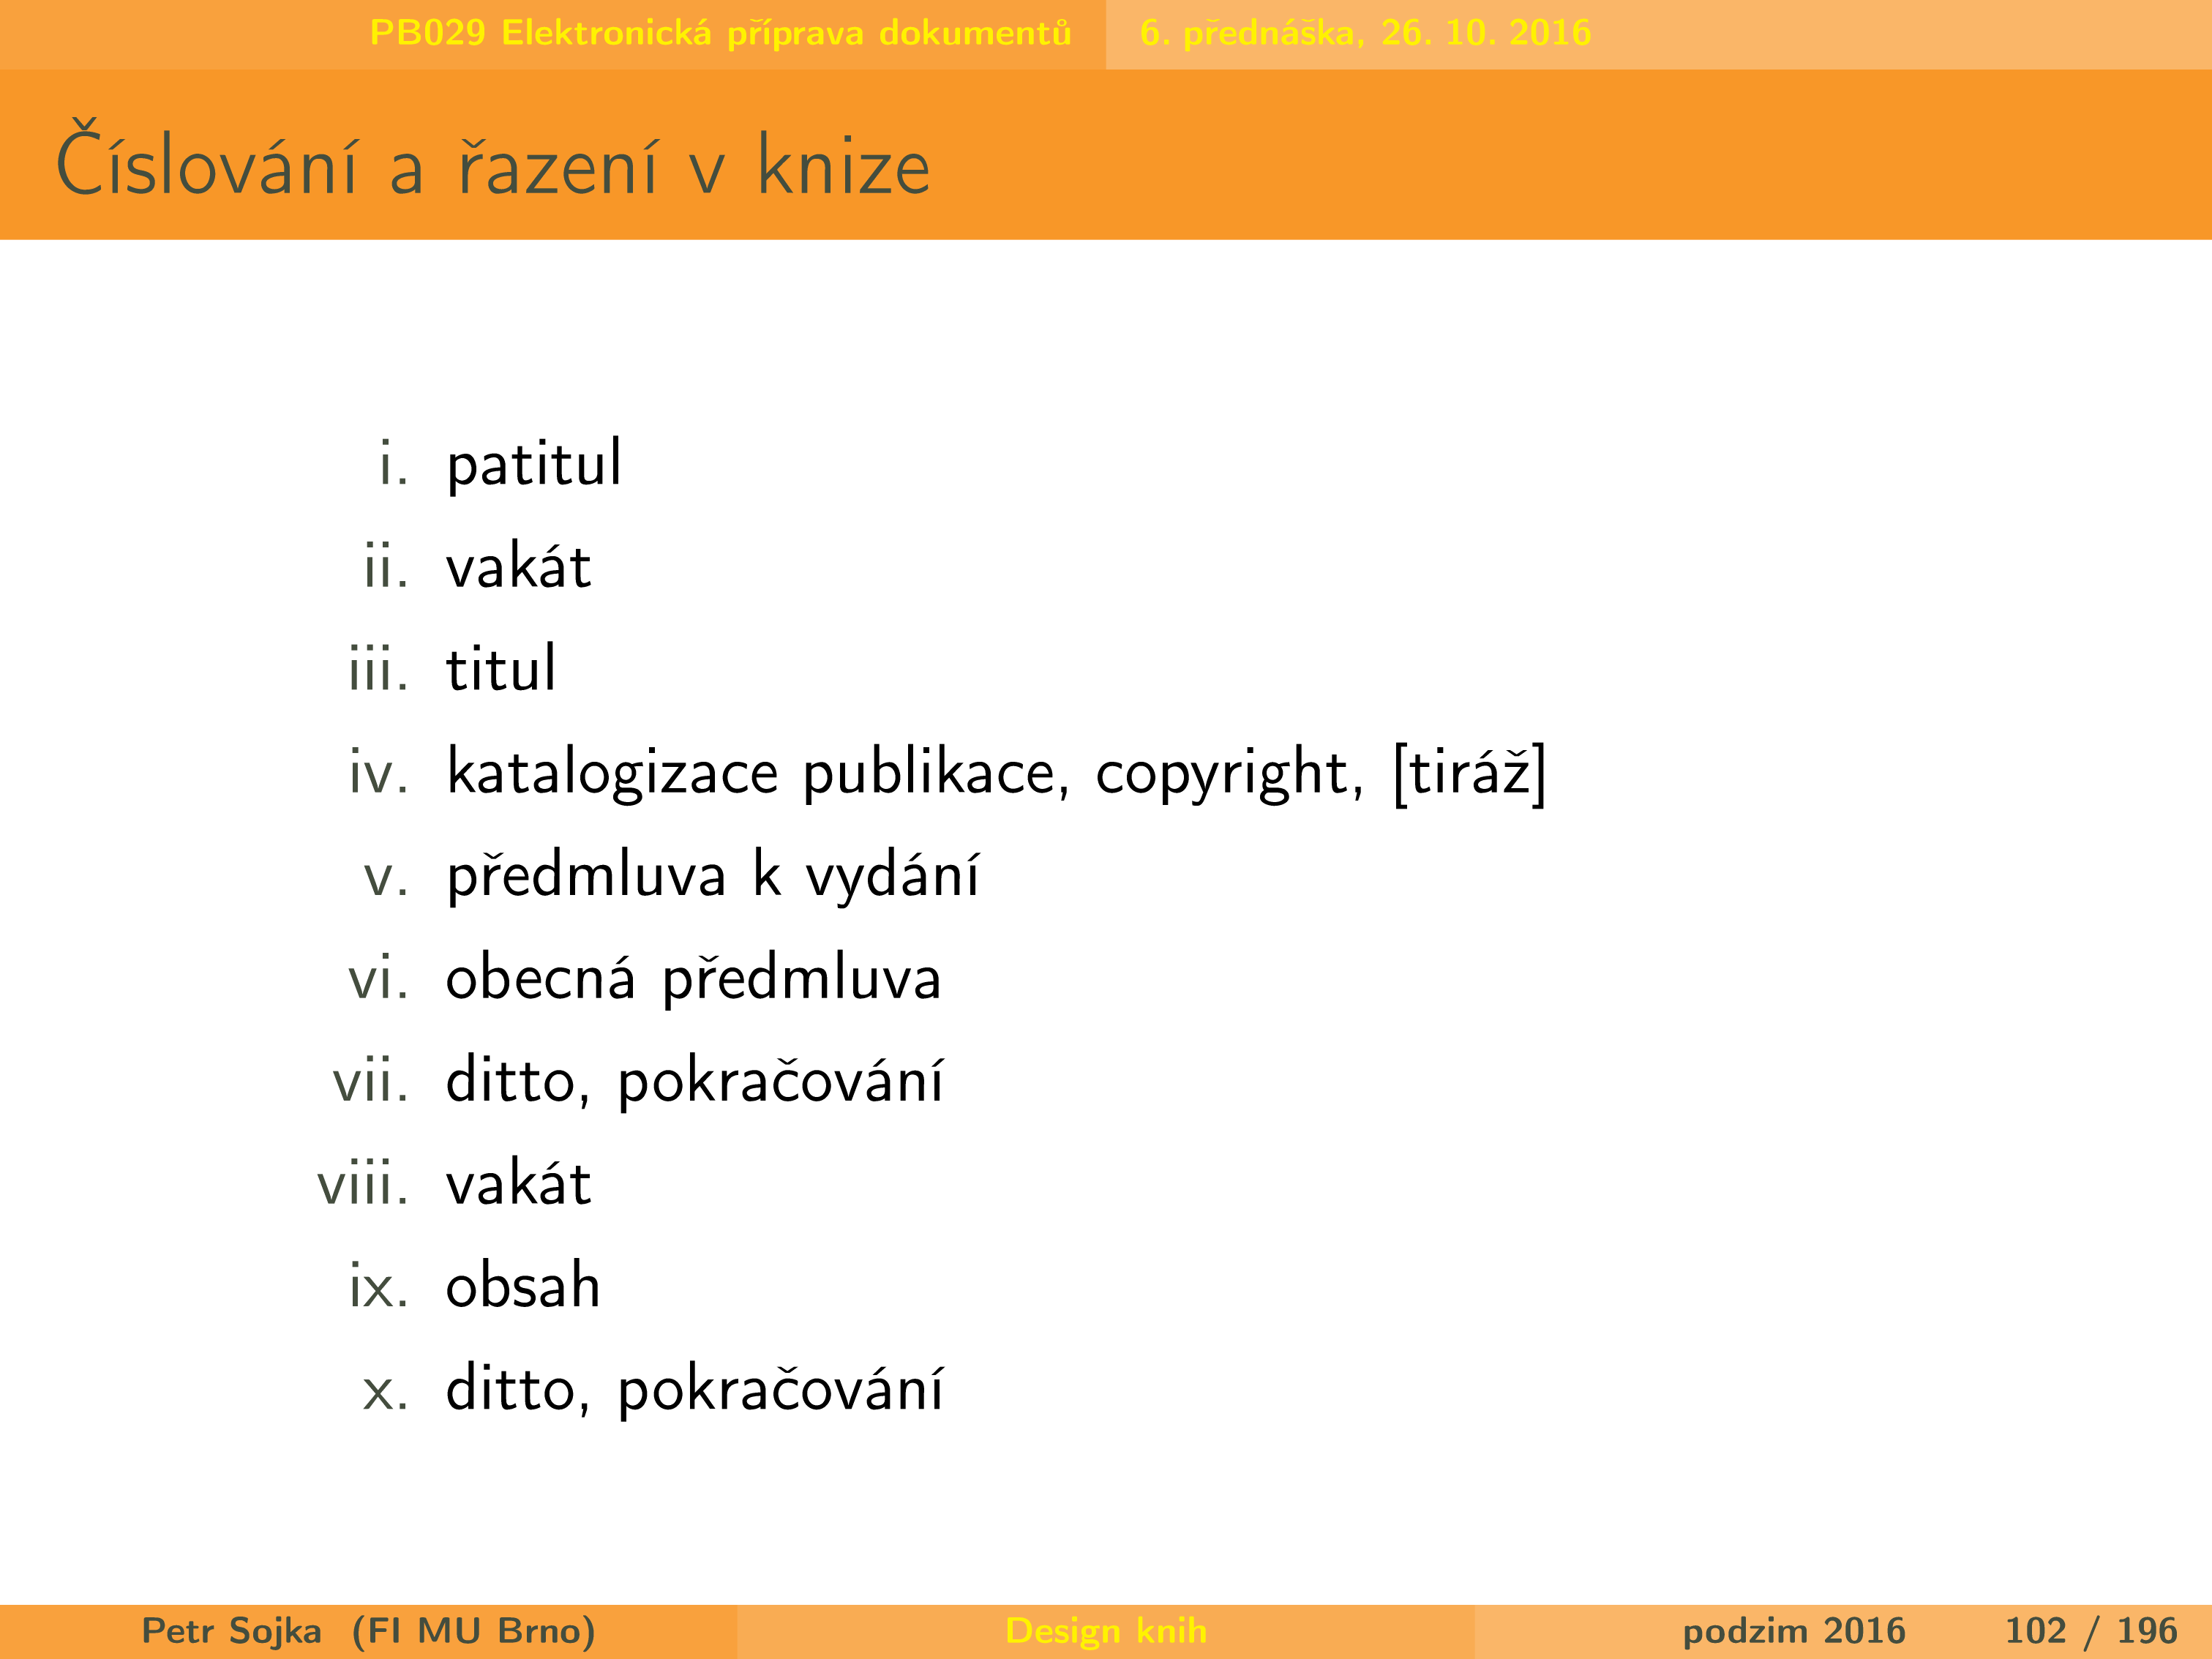 PB029 Elektronická příprava dokumentů 6. přednáška, 26. 10. 2016
Číslování a řazení v knize
i. patitul
ii. vakát
iii. titul
iv. katalogizace publikace, copyright, [tiráž]
v. předmluva k vydání
vi. obecná předmluva
vii. ditto, pokračování
viii. vakát
ix. obsah
x. ditto, pokračování
Petr Sojka (FI MU Brno) Design knih podzim 2016 102 / 196